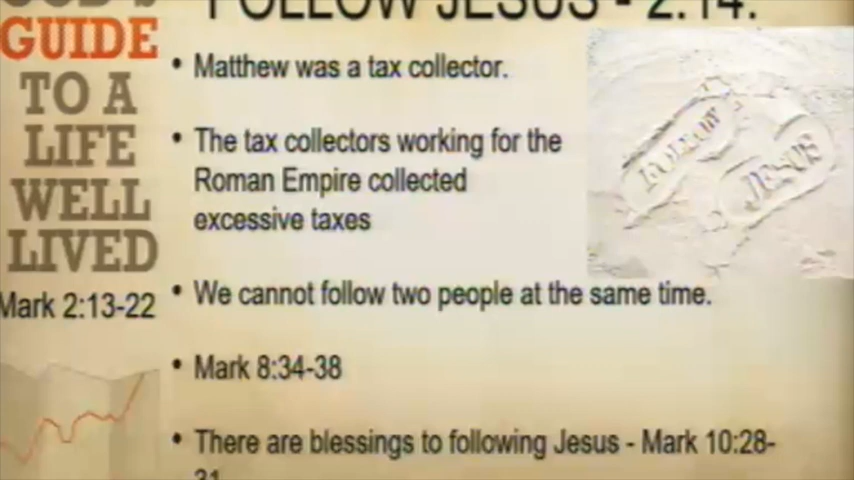 GOD'S
GUIDE
TO A
LIFE
WELL
LIVED
Mark 2:13-22
FOLLOW JESUS - 2:14.
• Matthew was a tax collector.
• The tax collectors working for the
Roman Empire collected
excessive taxes
• We cannot follow two people at the same time.
• Mark 8:34-38
• There are blessings to following Jesus - Mark 10:28-
31
FOLLOW
JESUS